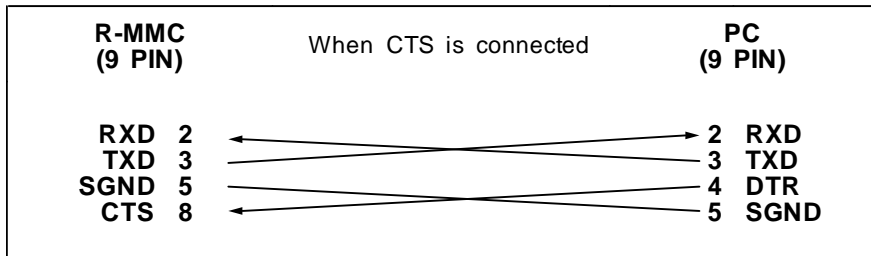 R-MMC When CTS is connected PC
(9 PIN) (9 PIN)
RXD 2 2 RXD
TXD 3 3 TXD
SGND 5 4 DTR
CTS 8 5 SGND